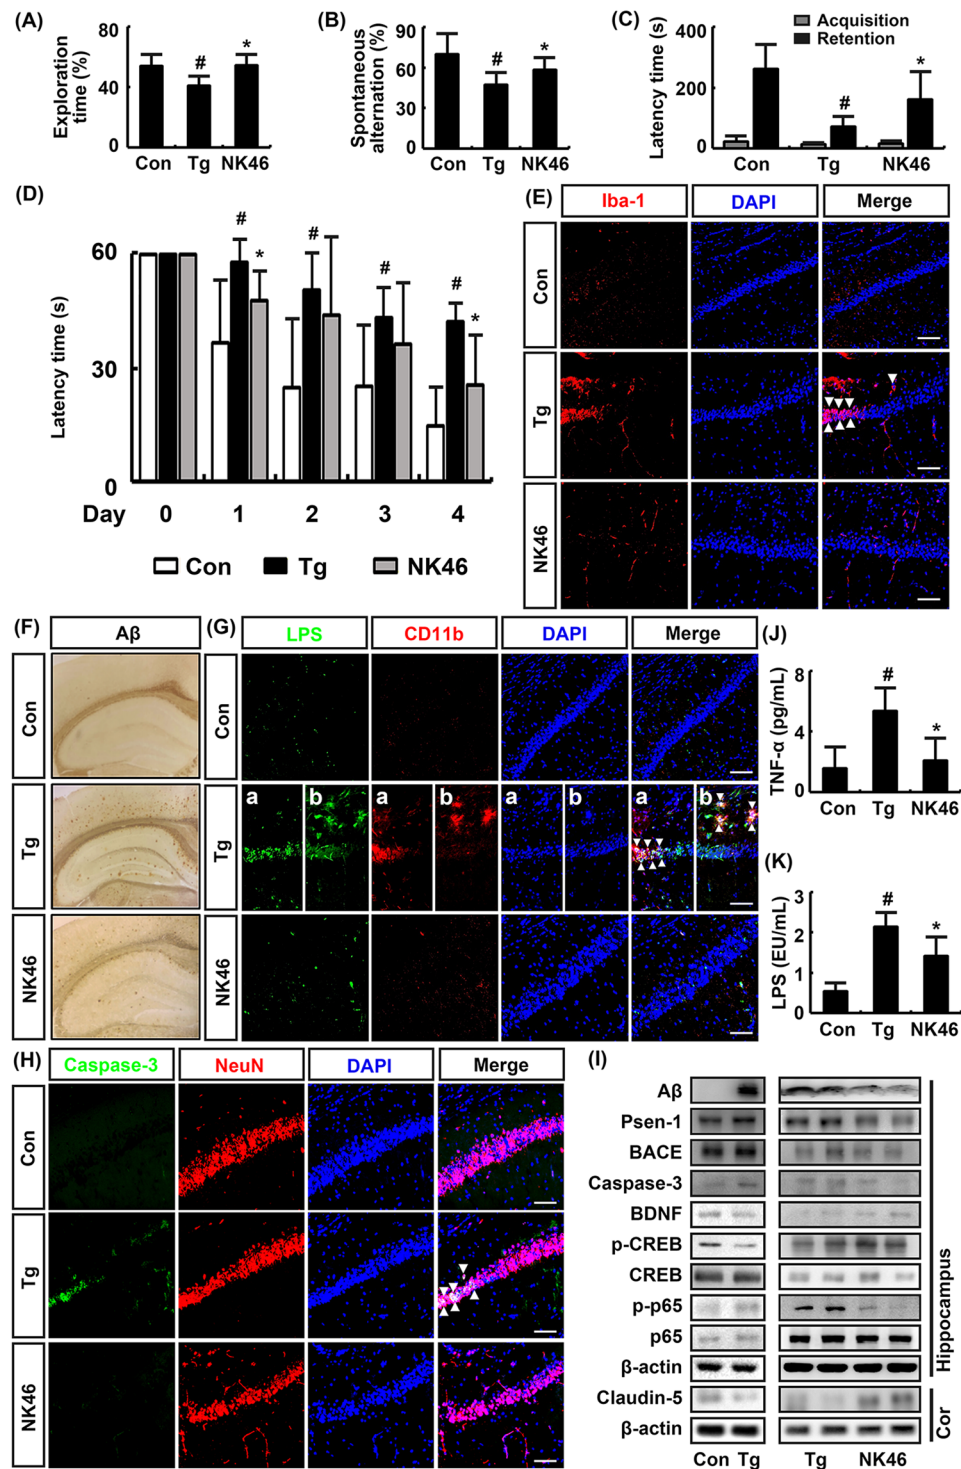 (A)
Exploration
time (%)
80
40
0
#
*
Con Tg NK46
(B)
Spontaneous
alternation (%)
90
60
30
0
#
*
Con Tg NK46
(C)
Latency time (s)
400
200
0
Acquisition
Retention
#
*
Con Tg NK46
(D)
Latency time (s)
60
30
0
#
*
#
#
#
*
Day 0 1 2 3 4
Con Tg NK46
(E)
Iba-1 DAPI Merge
Con
Tg
NK46
(F)
Aβ
Con
Tg
NK46
(G)
LPS CD11b DAPI Merge
Con
Tg
a b a b a b a b
NK46
(J)
TNF-α (pg/mL)
8
4
0
#
*
Con Tg NK46
(K)
LPS (EU/mL)
3
2
1
0
#
*
Con Tg NK46
(H)
Caspase-3 NeuN DAPI Merge
Con
Tg
NK46
(I)
Aβ
Psen-1
BACE
Caspase-3
BDNF
p-CREB
CREB
p-p65
p65
β-actin
Claudin-5
β-actin
Hippocampus
Cor
Con Tg Tg NK46